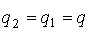 q₂ = q₁ = q